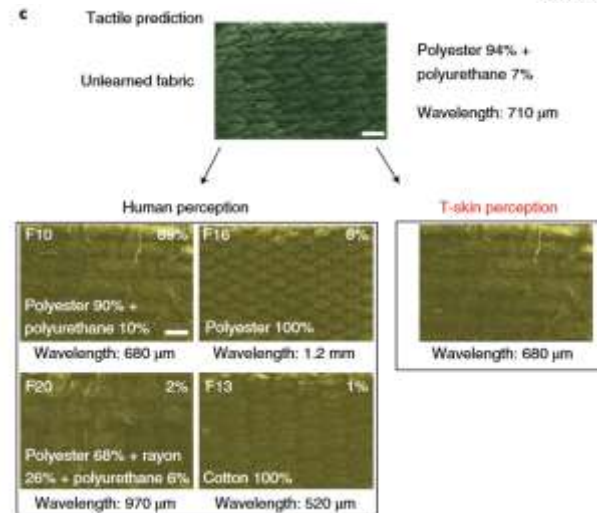 c
Tactile prediction
Unlearned fabric
Polyester 94% +
polyurethane 7%
Wavelength: 710 µm
Human perception
T-skin perception
F10 89%
Polyester 90% +
polyurethane 10%
Wavelength: 680 µm
F16 8%
Polyester 100%
Wavelength: 1.2 mm
Wavelength: 680 µm
F20 2%
Polyester 68% + rayon
26% + polyurethane 6%
Wavelength: 970 µm
F13 1%
Cotton 100%
Wavelength: 520 µm